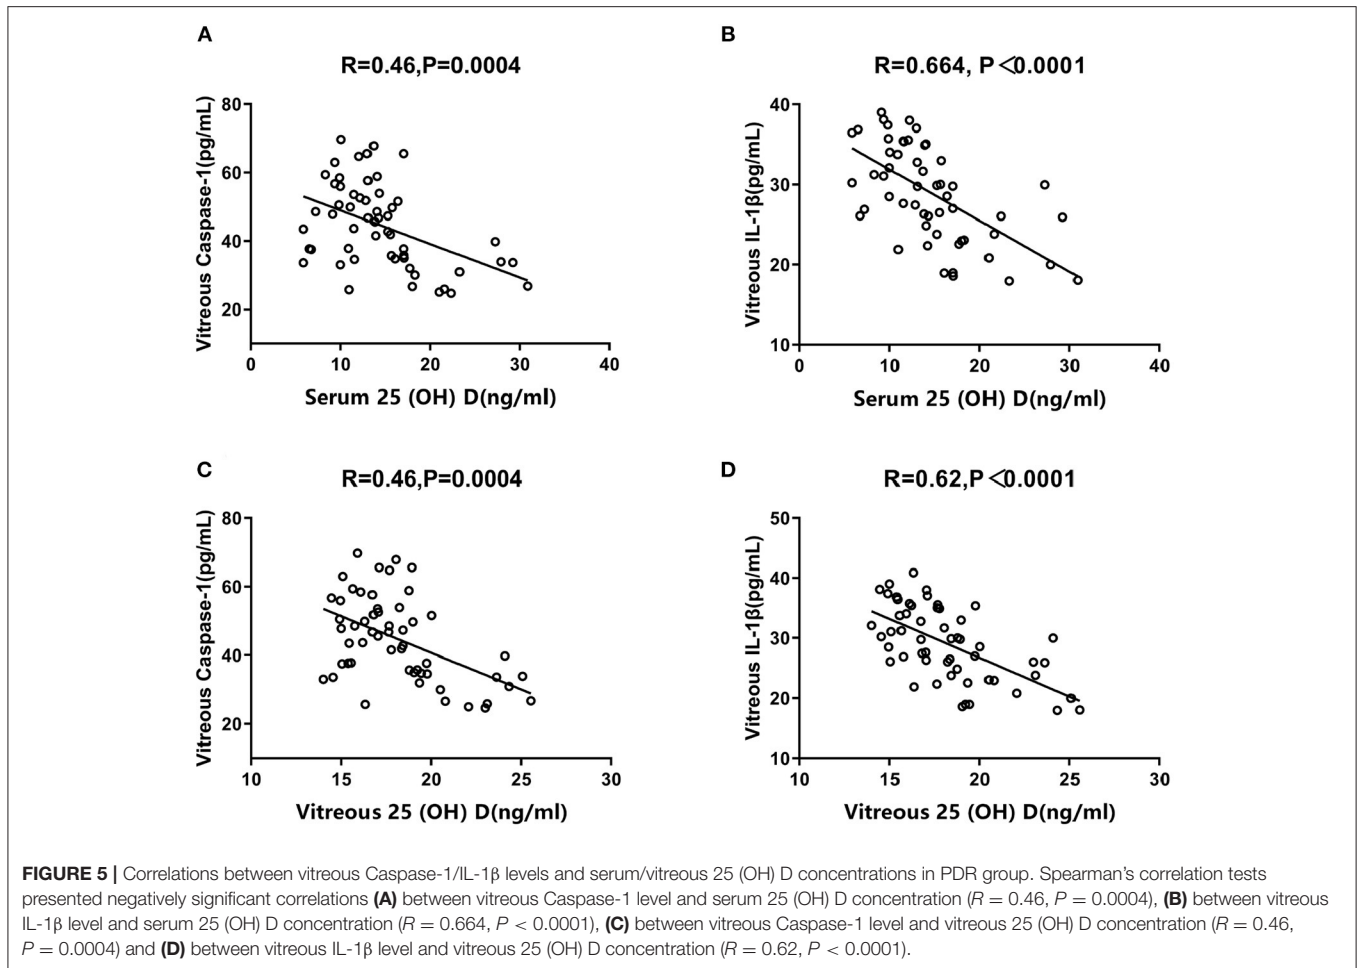 A
R=0.46,P=0.0004
Vitreous Caspase-1(pg/mL)
80
60
40
20
0
10
20
30
40
Serum 25 (OH) D(ng/ml)
B
R=0.664, P<0.0001
Vitreous IL-1β(pg/mL)
40
30
20
10
0
10
20
30
40
Serum 25 (OH) D(ng/ml)
C
R=0.46,P=0.0004
Vitreous Caspase-1(pg/mL)
80
60
40
20
10
15
20
25
30
Vitreous 25 (OH) D(ng/ml)
D
R=0.62,P<0.0001
Vitreous IL-1β(pg/mL)
50
40
30
20
10
10
15
20
25
30
Vitreous 25 (OH) D(ng/ml)
FIGURE 5 | Correlations between vitreous Caspase-1/IL-1β levels and serum/vitreous 25 (OH) D concentrations in PDR group. Spearman's correlation tests
presented negatively significant correlations (A) between vitreous Caspase-1 level and serum 25 (OH) D concentration (R = 0.46, P = 0.0004), (B) between vitreous
IL-1β level and serum 25 (OH) D concentration (R = 0.664, P < 0.0001), (C) between vitreous Caspase-1 level and vitreous 25 (OH) D concentration (R = 0.46,
P = 0.0004) and (D) between vitreous IL-1β level and vitreous 25 (OH) D concentration (R = 0.62, P < 0.0001).